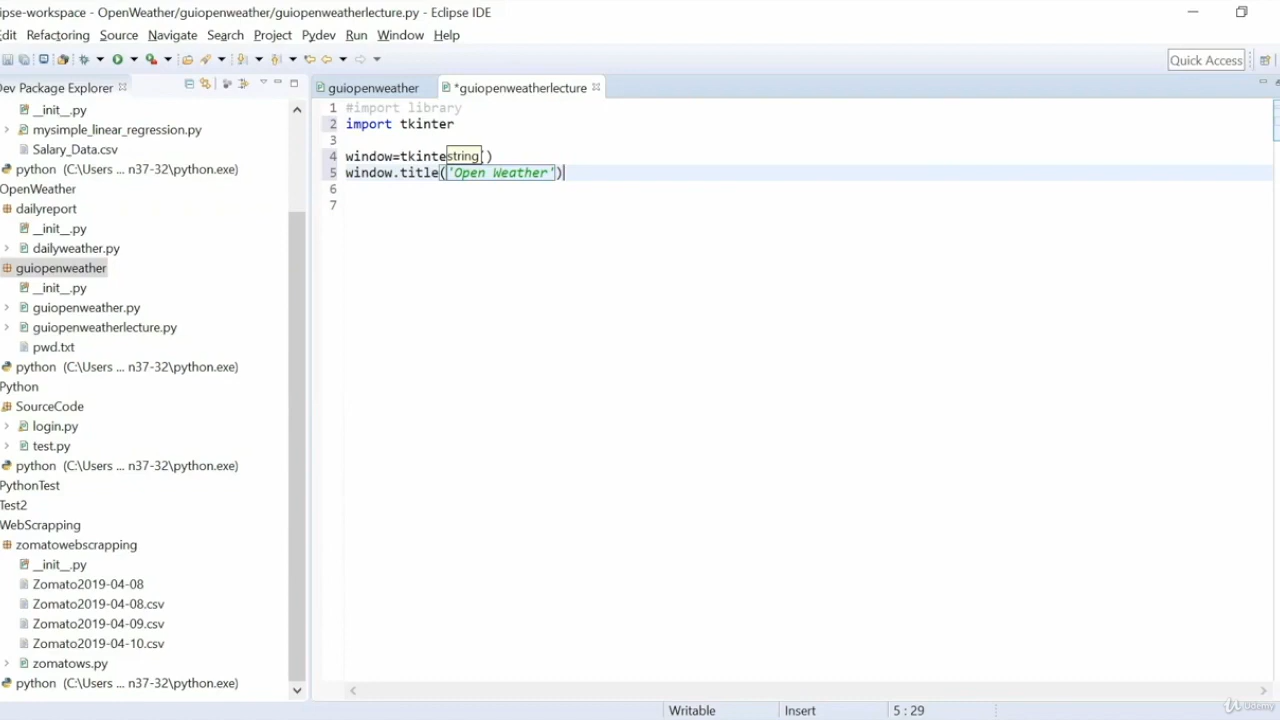 ipse-workspace - OpenWeather/guiopenweather/guiopenweatherlecture.py - Eclipse IDE
dit Refactoring Source Navigate Search Project Pydev Run Window Help
Quick Access
Dev Package Explorer
guiopenweather
*guiopenweatherlecture
__init__.py
mysimple_linear_regression.py
Salary_Data.csv
python (C:\Users ... n37-32\python.exe)
OpenWeather
dailyreport
__init__.py
dailyweather.py
guiopenweather
__init__.py
guiopenweather.py
guiopenweatherlecture.py
pwd.txt
python (C:\Users ... n37-32\python.exe)
Python
SourceCode
login.py
test.py
python (C:\Users ... n37-32\python.exe)
PythonTest
Test2
WebScrapping
zomatowebscrapping
__init__.py
Zomato2019-04-08
Zomato2019-04-08.csv
Zomato2019-04-09.csv
Zomato2019-04-10.csv
zomatows.py
python (C:\Users ... n37-32\python.exe)
1 #import library
2 import tkinter
3
4 window=tkinte string ()
5 window.title('Open Weather')
6
7
Writable Insert 5 : 29
Udemy